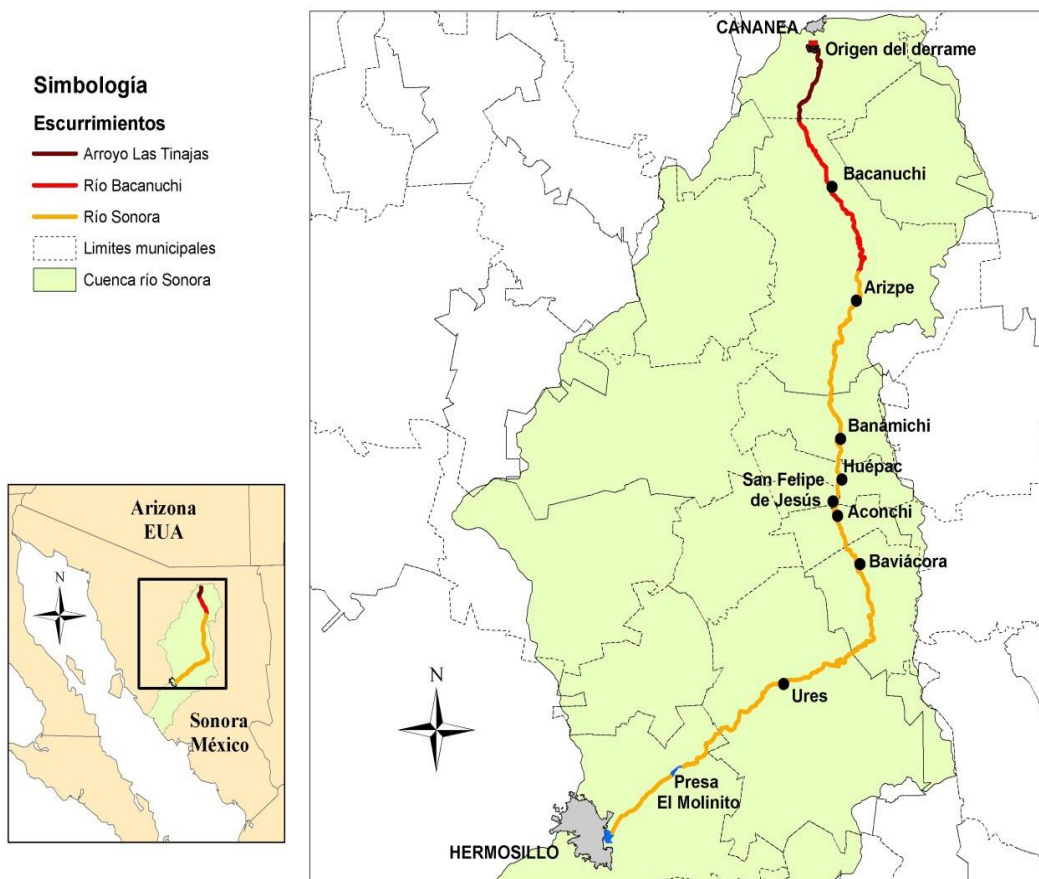 Simbología
Escurrimientos
Arroyo Las Tinajas
Río Bacanuchi
Río Sonora
Limites municipales
Cuenca río Sonora
Arizona
EUA
N
Sonora
México
CANANEA
Origen del derrame
Bacanuchi
Arizpe
Banámichi
Huépac
San Felipe
de Jesús
Aconchi
Baviácora
N
Ures
Presa
El Molinito
HERMOSILLO